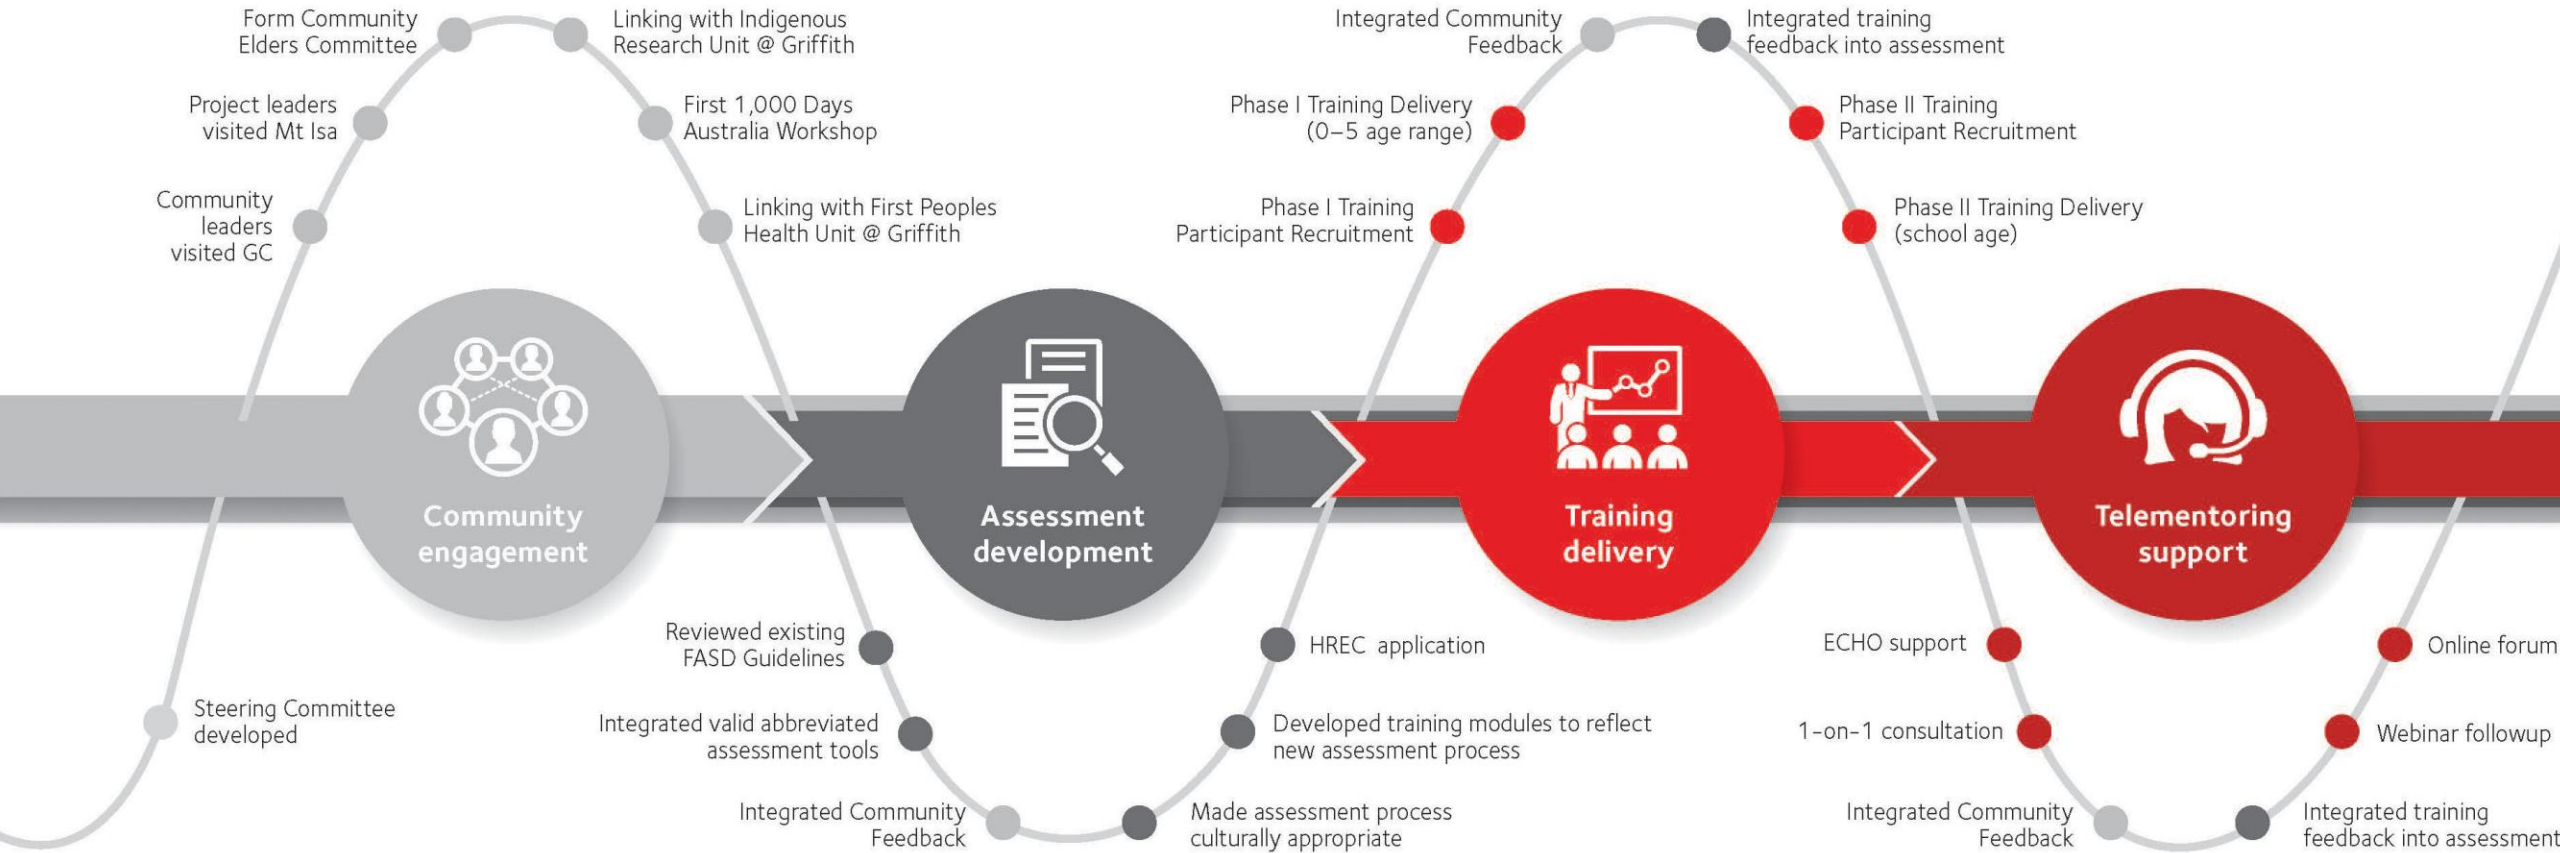 Steering Committee
developed
Community
leaders
visited GC
Project leaders
visited Mt Isa
Form Community
Elders Committee
Linking with Indigenous
Research Unit @ Griffith
First 1,000 Days
Australia Workshop
Linking with First Peoples
Health Unit @ Griffith
Community
engagement
Reviewed existing
FASD Guidelines
Integrated valid abbreviated
assessment tools
Integrated Community
Feedback
Made assessment process
culturally appropriate
Developed training modules to reflect
new assessment process
HREC application
Assessment
development
Phase I Training
Participant Recruitment
Phase I Training Delivery
(0–5 age range)
Integrated Community
Feedback
Integrated training
feedback into assessment
Phase II Training
Participant Recruitment
Phase II Training Delivery
(school age)
Training
delivery
ECHO support
1-on-1 consultation
Integrated Community
Feedback
Integrated training
feedback into assessment
Webinar followup
Online forum
Telementoring
support